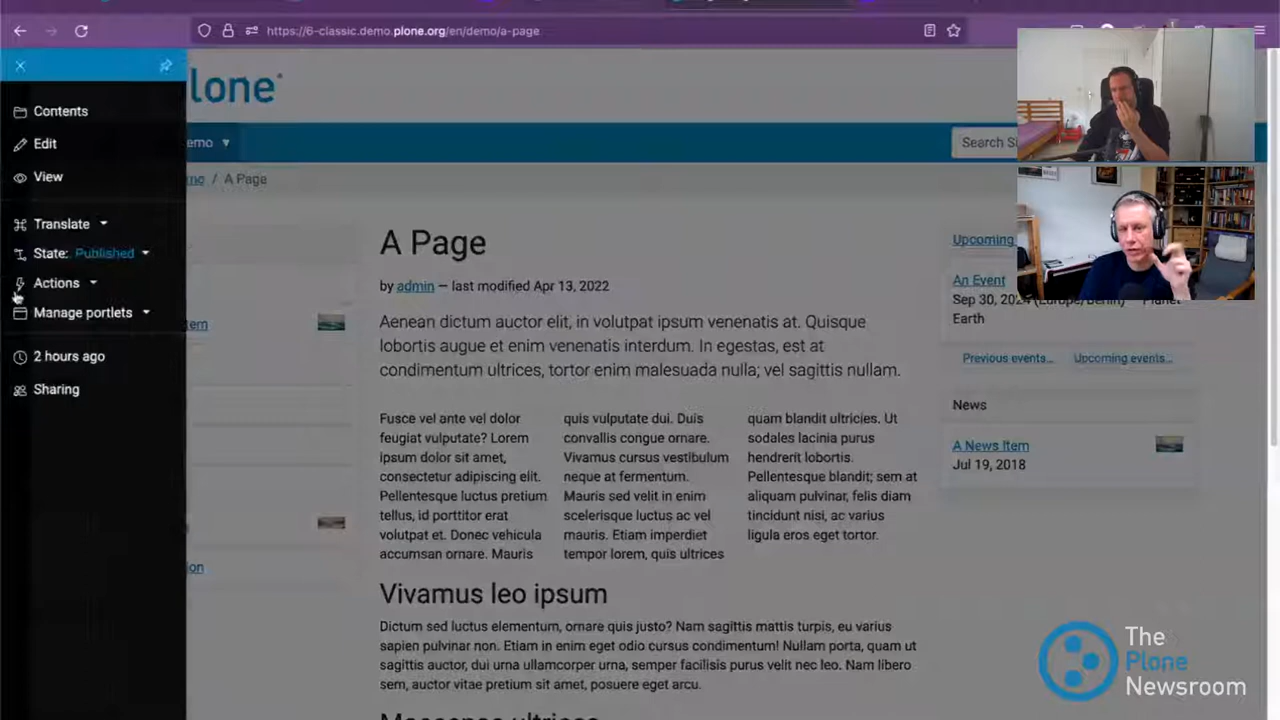 https://6-classic.demo.plone.org/en/demo/a-page
Contents
Edit
View
Translate
State: Published
Actions
Manage portlets
2 hours ago
Sharing
lone
emo
Search Si
mo / A Page
tem
ion
A Page
by admin — last modified Apr 13, 2022
Aenean dictum auctor elit, in volutpat ipsum venenatis at. Quisque
lobortis augue et enim venenatis interdum. In egestas, est at
condimentum ultrices, tortor enim malesuada nulla; vel sagittis nullam.
Fusce vel ante vel dolor
feugiat vulputate? Lorem
ipsum dolor sit amet,
consectetur adipiscing elit.
Pellentesque luctus pretium
tellus, id porttitor erat
volutpat et. Donec vehicula
accumsan ornare. Mauris
quis vulputate dui. Duis
convallis congue ornare.
Vivamus cursus vestibulum
neque at fermentum.
Mauris sed velit in enim
scelerisque luctus ac vel
mauris. Etiam imperdiet
tempor lorem, quis ultrices
quam blandit ultricies. Ut
sodales lacinia purus
hendrerit lobortis.
Pellentesque blandit; sem at
aliquam pulvinar, felis diam
tincidunt nisi, ac varius
ligula eros eget tortor.
Vivamus leo ipsum
Dictum sed luctus elementum, ornare quis justo? Nam sagittis mattis turpis, eu varius
sapien pulvinar non. Etiam in enim eget odio cursus condimentum! Nullam porta, quam ut
sagittis auctor, dui urna ullamcorper urna, semper facilisis purus velit nec leo. Nam libero
sem, auctor vitae pretium sit amet, posuere eget arcu.
Upcoming
An Event
Sep 30, 2024 (Europe/Berlin) — Planet
Earth
Previous events…
Upcoming events…
News
A News Item
Jul 19, 2018
The
Plone
Newsroom